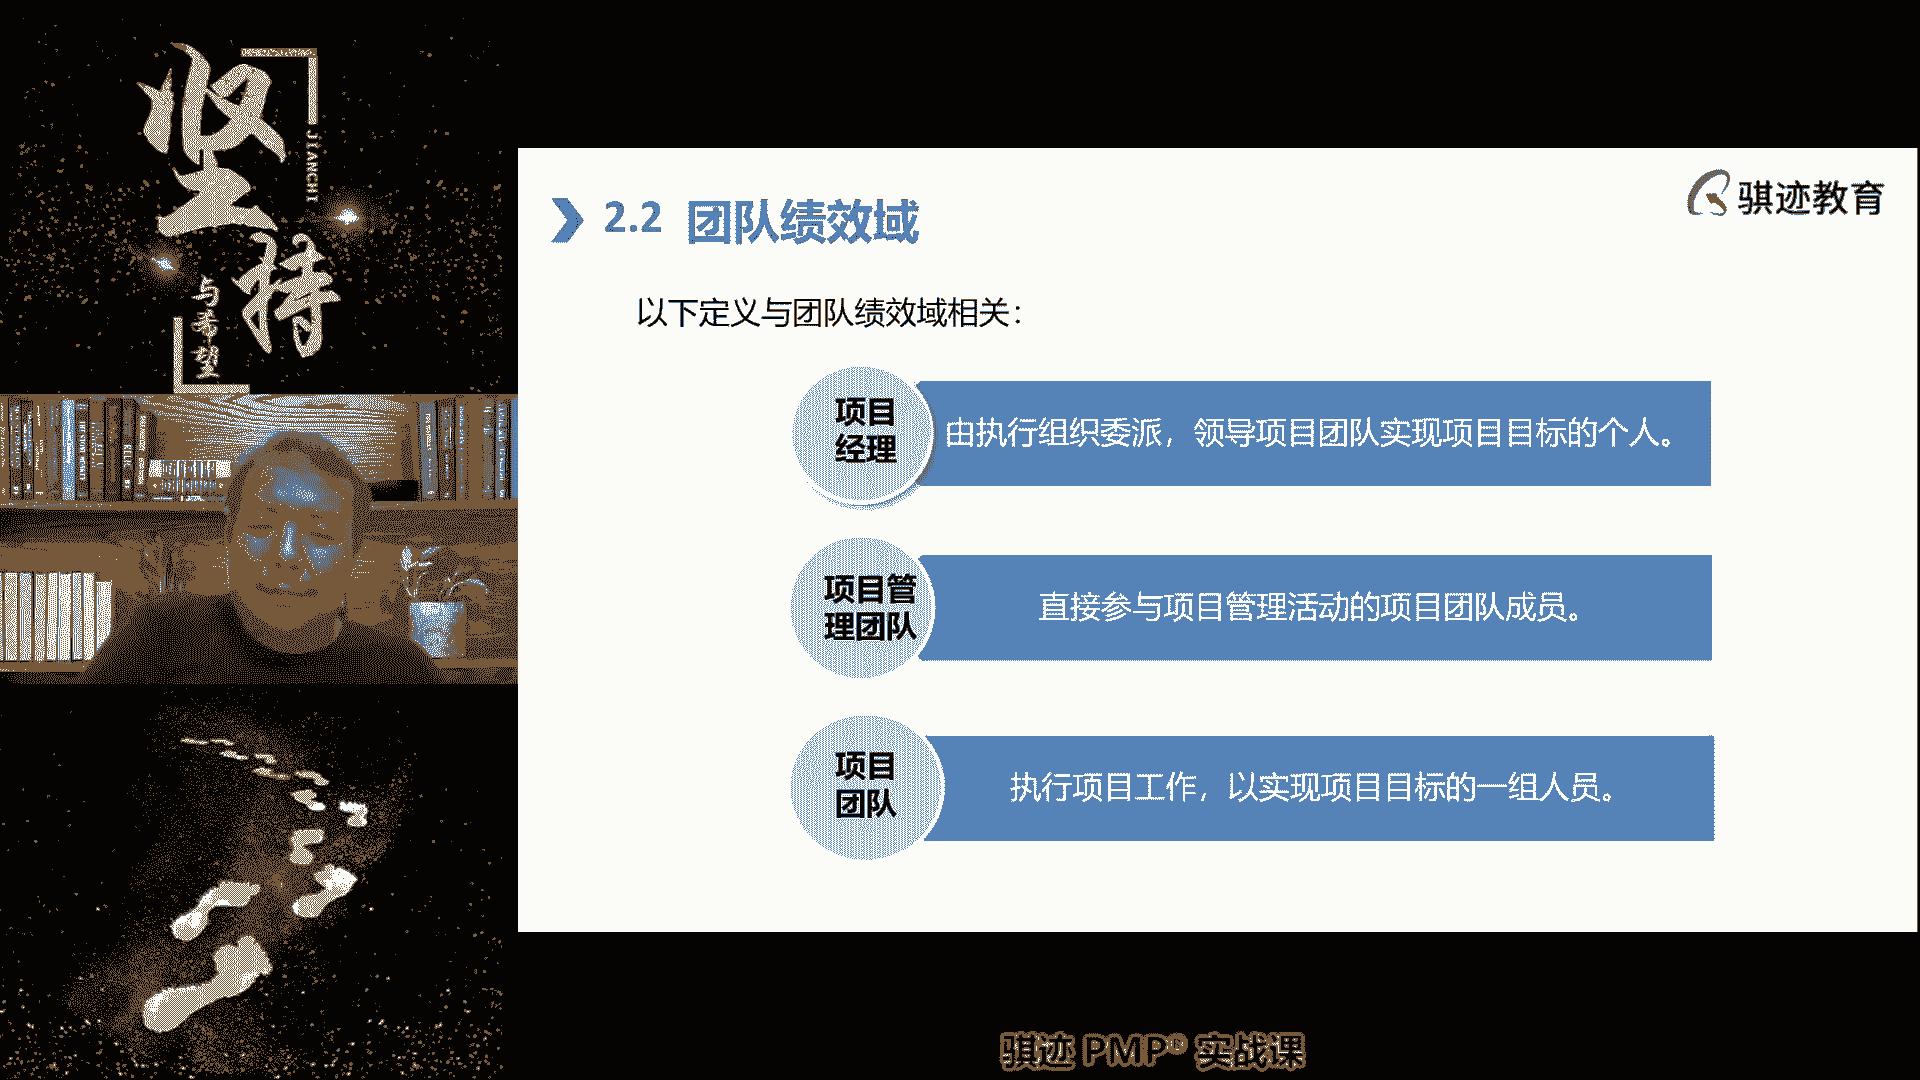 坚持
JIANCHI
与希望
骐迹教育
2.2 团队绩效域
以下定义与团队绩效域相关：
项目
经理
由执行组织委派，领导项目团队实现项目目标的个人。
项目管
理团队
直接参与项目管理活动的项目团队成员。
项目
团队
执行项目工作，以实现项目目标的一组人员。
骐迹 PMP® 实战课